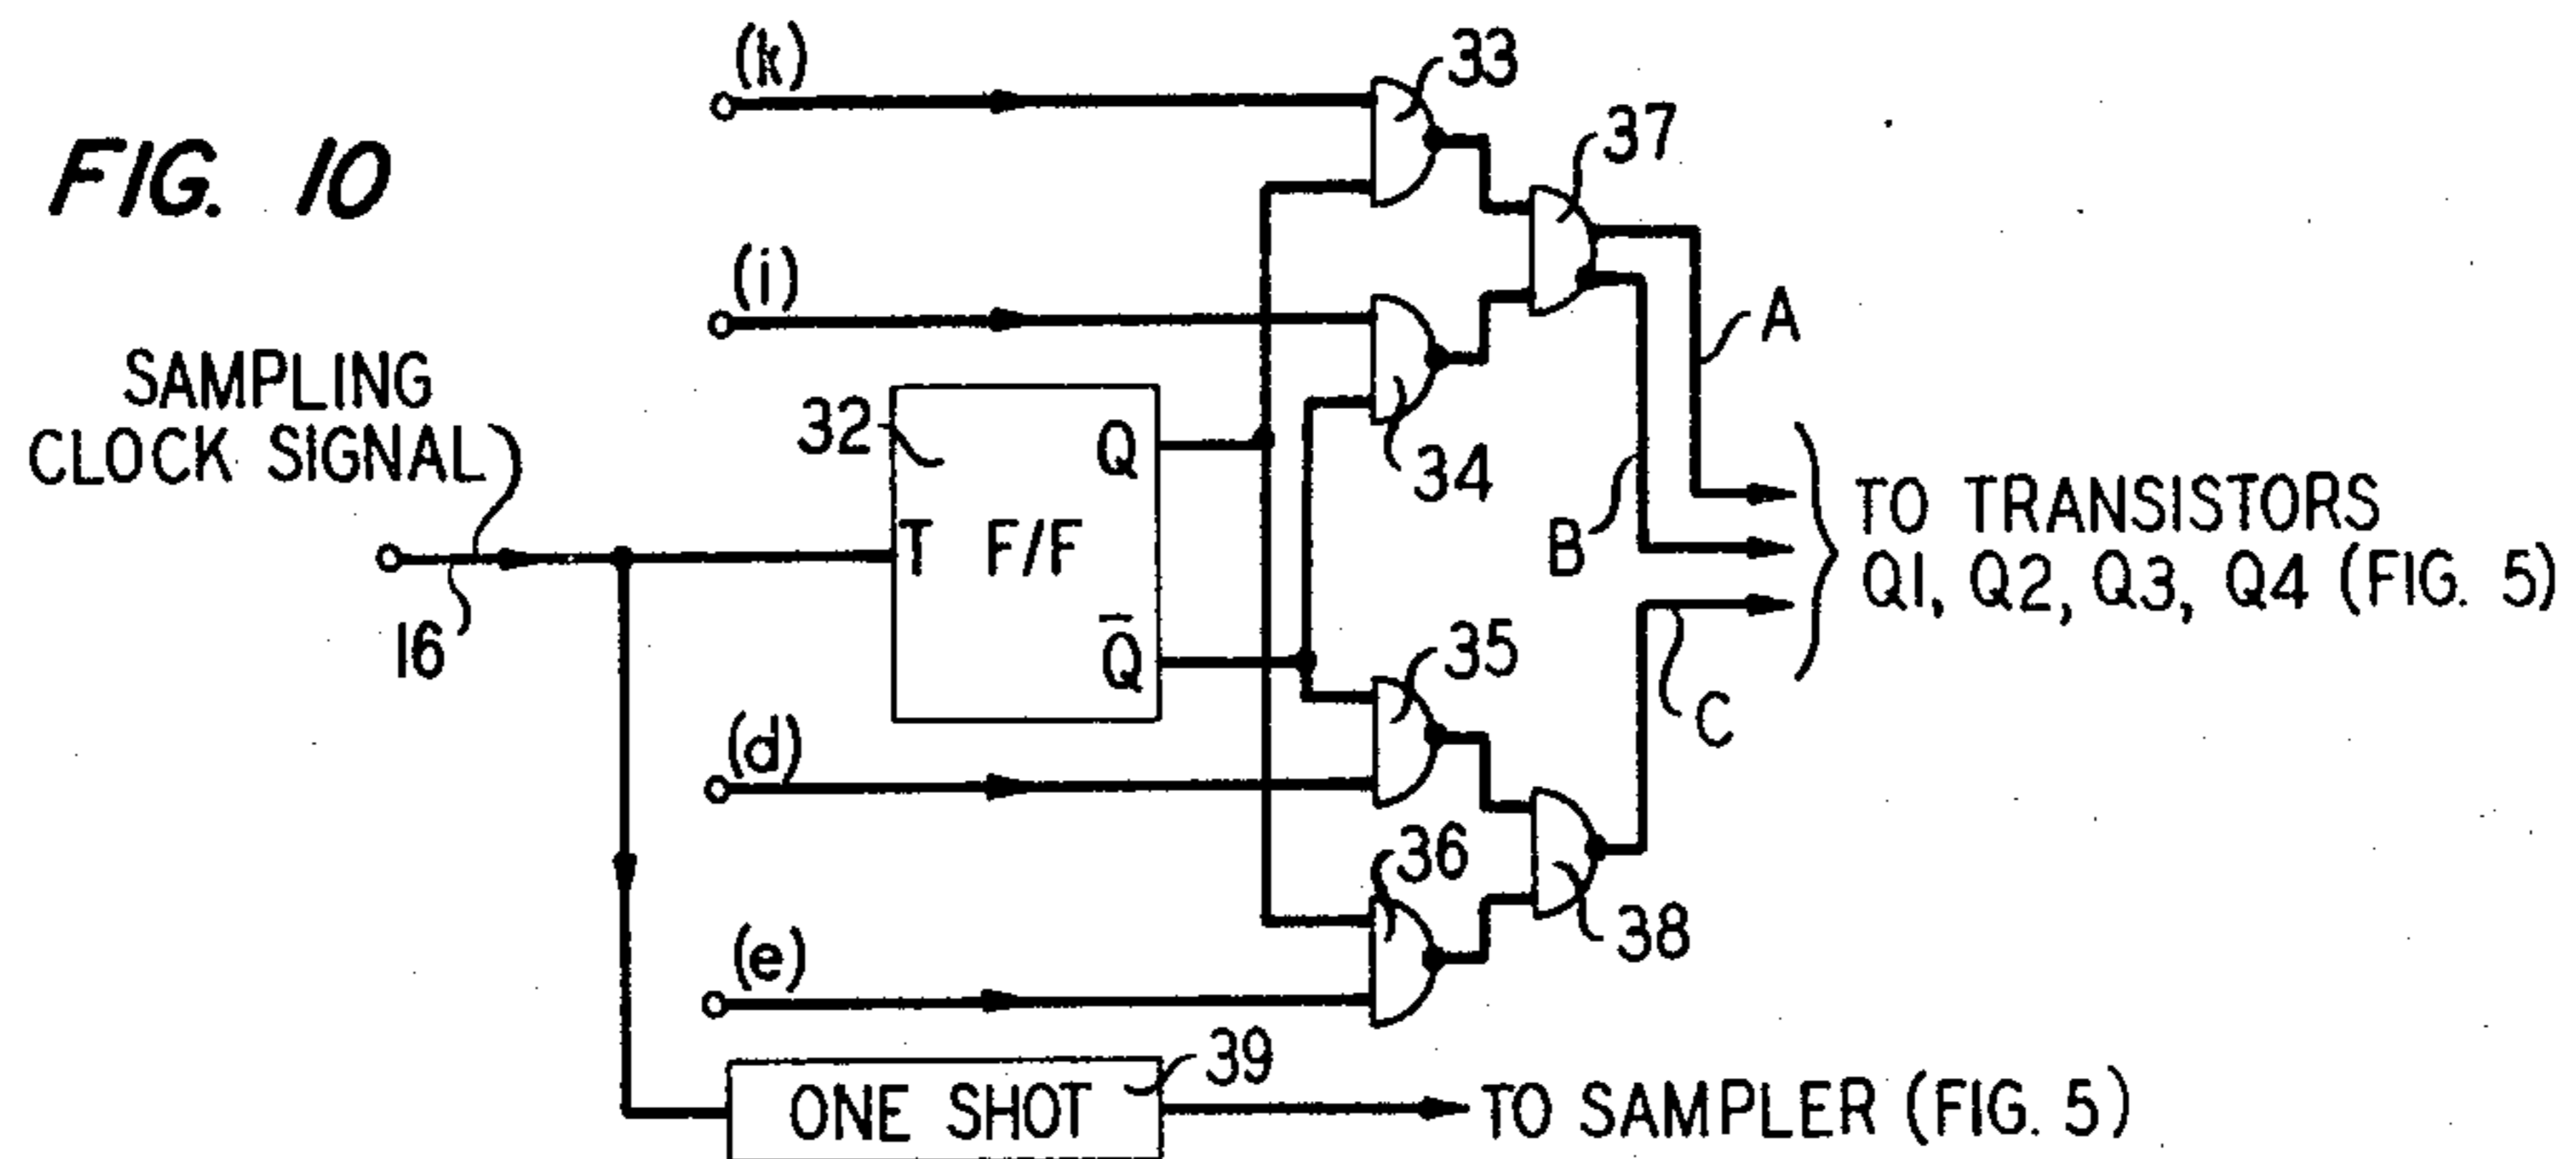 FIG. 10
(k)
33
37
(i)
A
SAMPLING
CLOCK SIGNAL
32
Q
34
TO TRANSISTORS
Q1, Q2, Q3, Q4 (FIG. 5)
B
T F/F
16
Q̅
35
C
(d)
36
38
(e)
39
ONE SHOT
TO SAMPLER (FIG. 5)